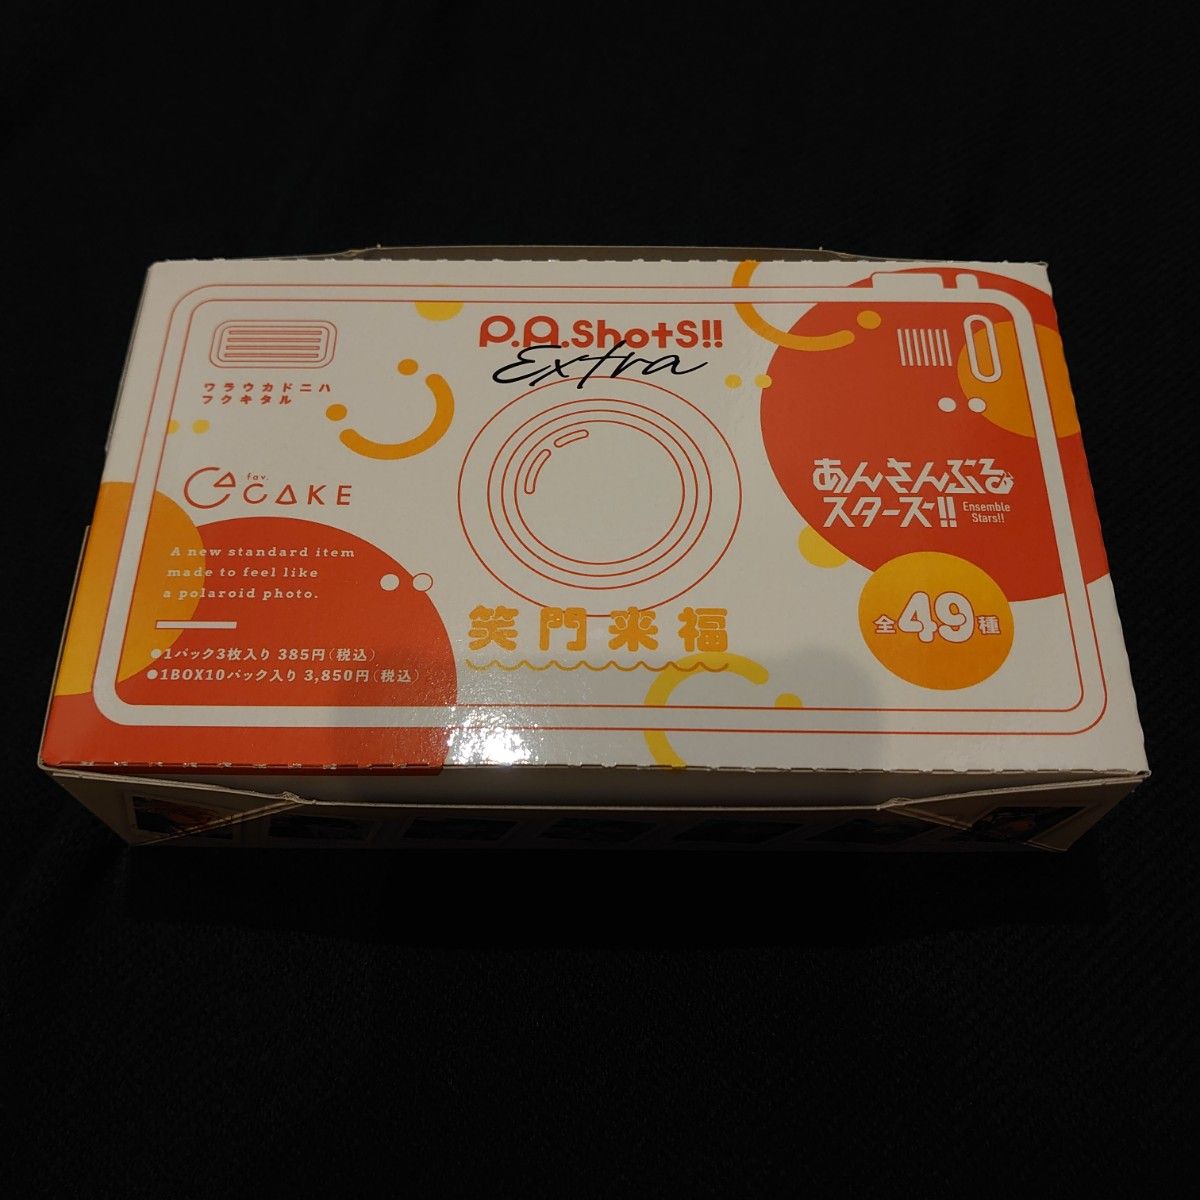 P.A.Shots!!
Extra
ワラウカドニハ
フクキタル
fav.
CAKE
A new standard item
made to feel like
a polaroid photo.
●1パック3枚入り 385円(税込)
●1BOX10パック入り 3,850円(税込)
笑門来福
あんさんぶる
スターズ!!
Ensemble
Stars!!
全49種